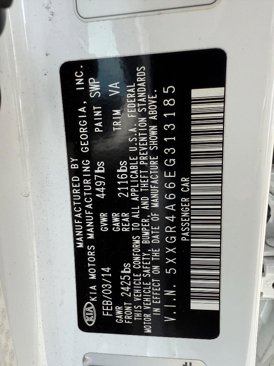 MANUFACTURED BY
KIA KIA MOTORS MANUFACTURING GEORGIA, INC.
FEB/03/14 GVWR 4497lbs PAINT SWP
GAWR FRONT 2425lbs GAWR REAR 2116lbs TRIM VA
THIS VEHICLE CONFORMS TO ALL APPLICABLE U.S.A. FEDERAL
MOTOR VEHICLE SAFETY, BUMPER, AND THEFT PREVENTION STANDARDS
IN EFFECT ON THE DATE OF MANUFACTURE SHOWN ABOVE.
V.I.N. 5XXGR4A66EG313185
PASSENGER CAR